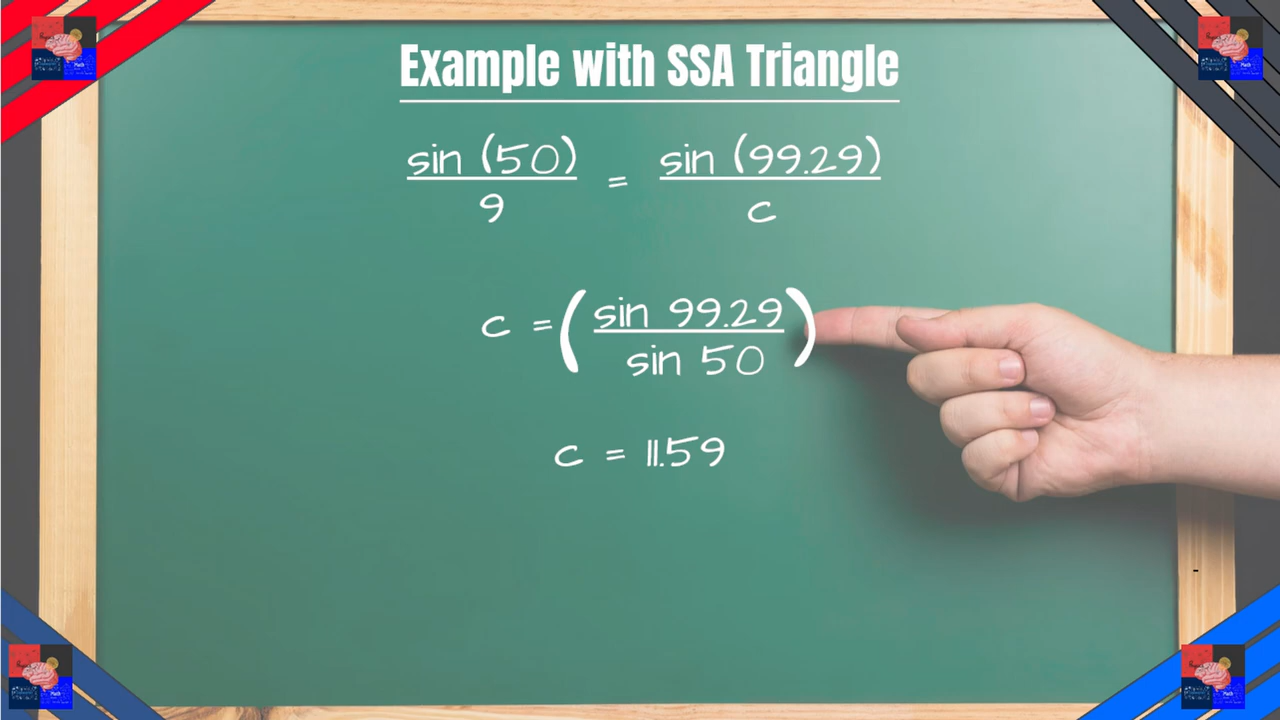 Example with SSA Triangle
sin (50) / 9 = sin (99.29) / c
c = ( sin 99.29 / sin 50 )
c = 11.59